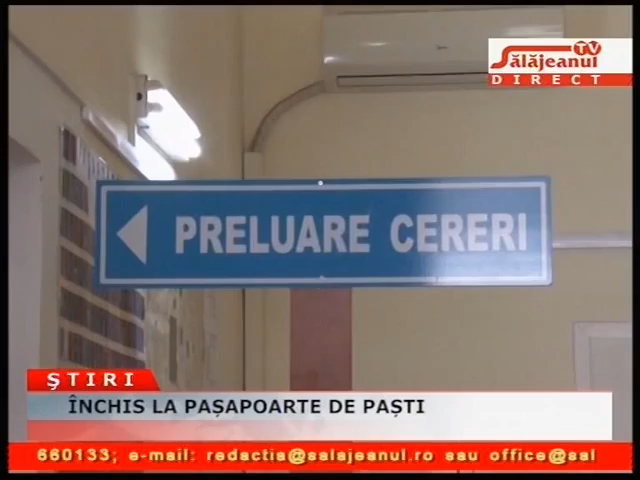 Sălăjeanul TV
DIRECT
PRELUARE CERERI
ŞTIRI
ÎNCHIS LA PAŞAPOARTE DE PAŞTI
660133; e-mail: redactia@salajeanul.ro sau office@sal